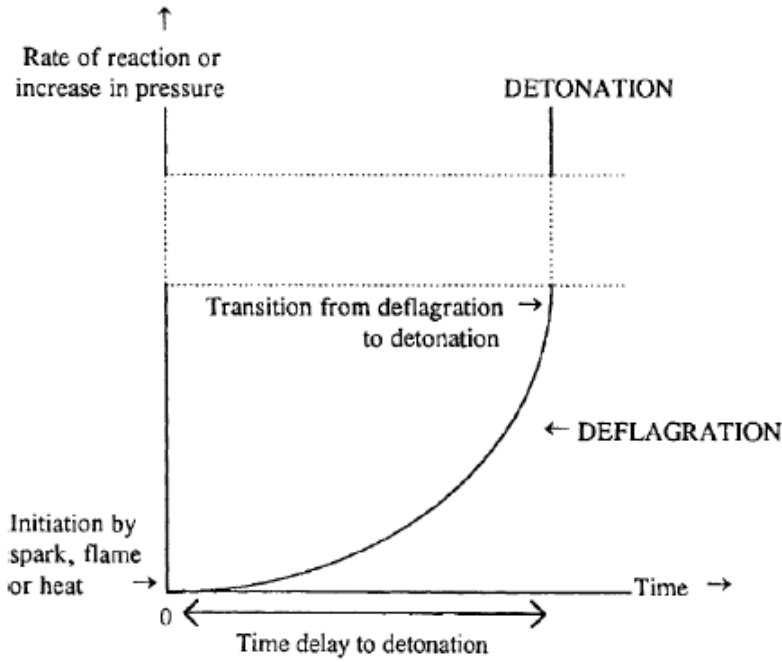 ↑
Rate of reaction or
increase in pressure
DETONATION
Transition from deflagration →
to detonation
← DEFLAGRATION
Initiation by
spark, flame
or heat →
Time →
0
Time delay to detonation